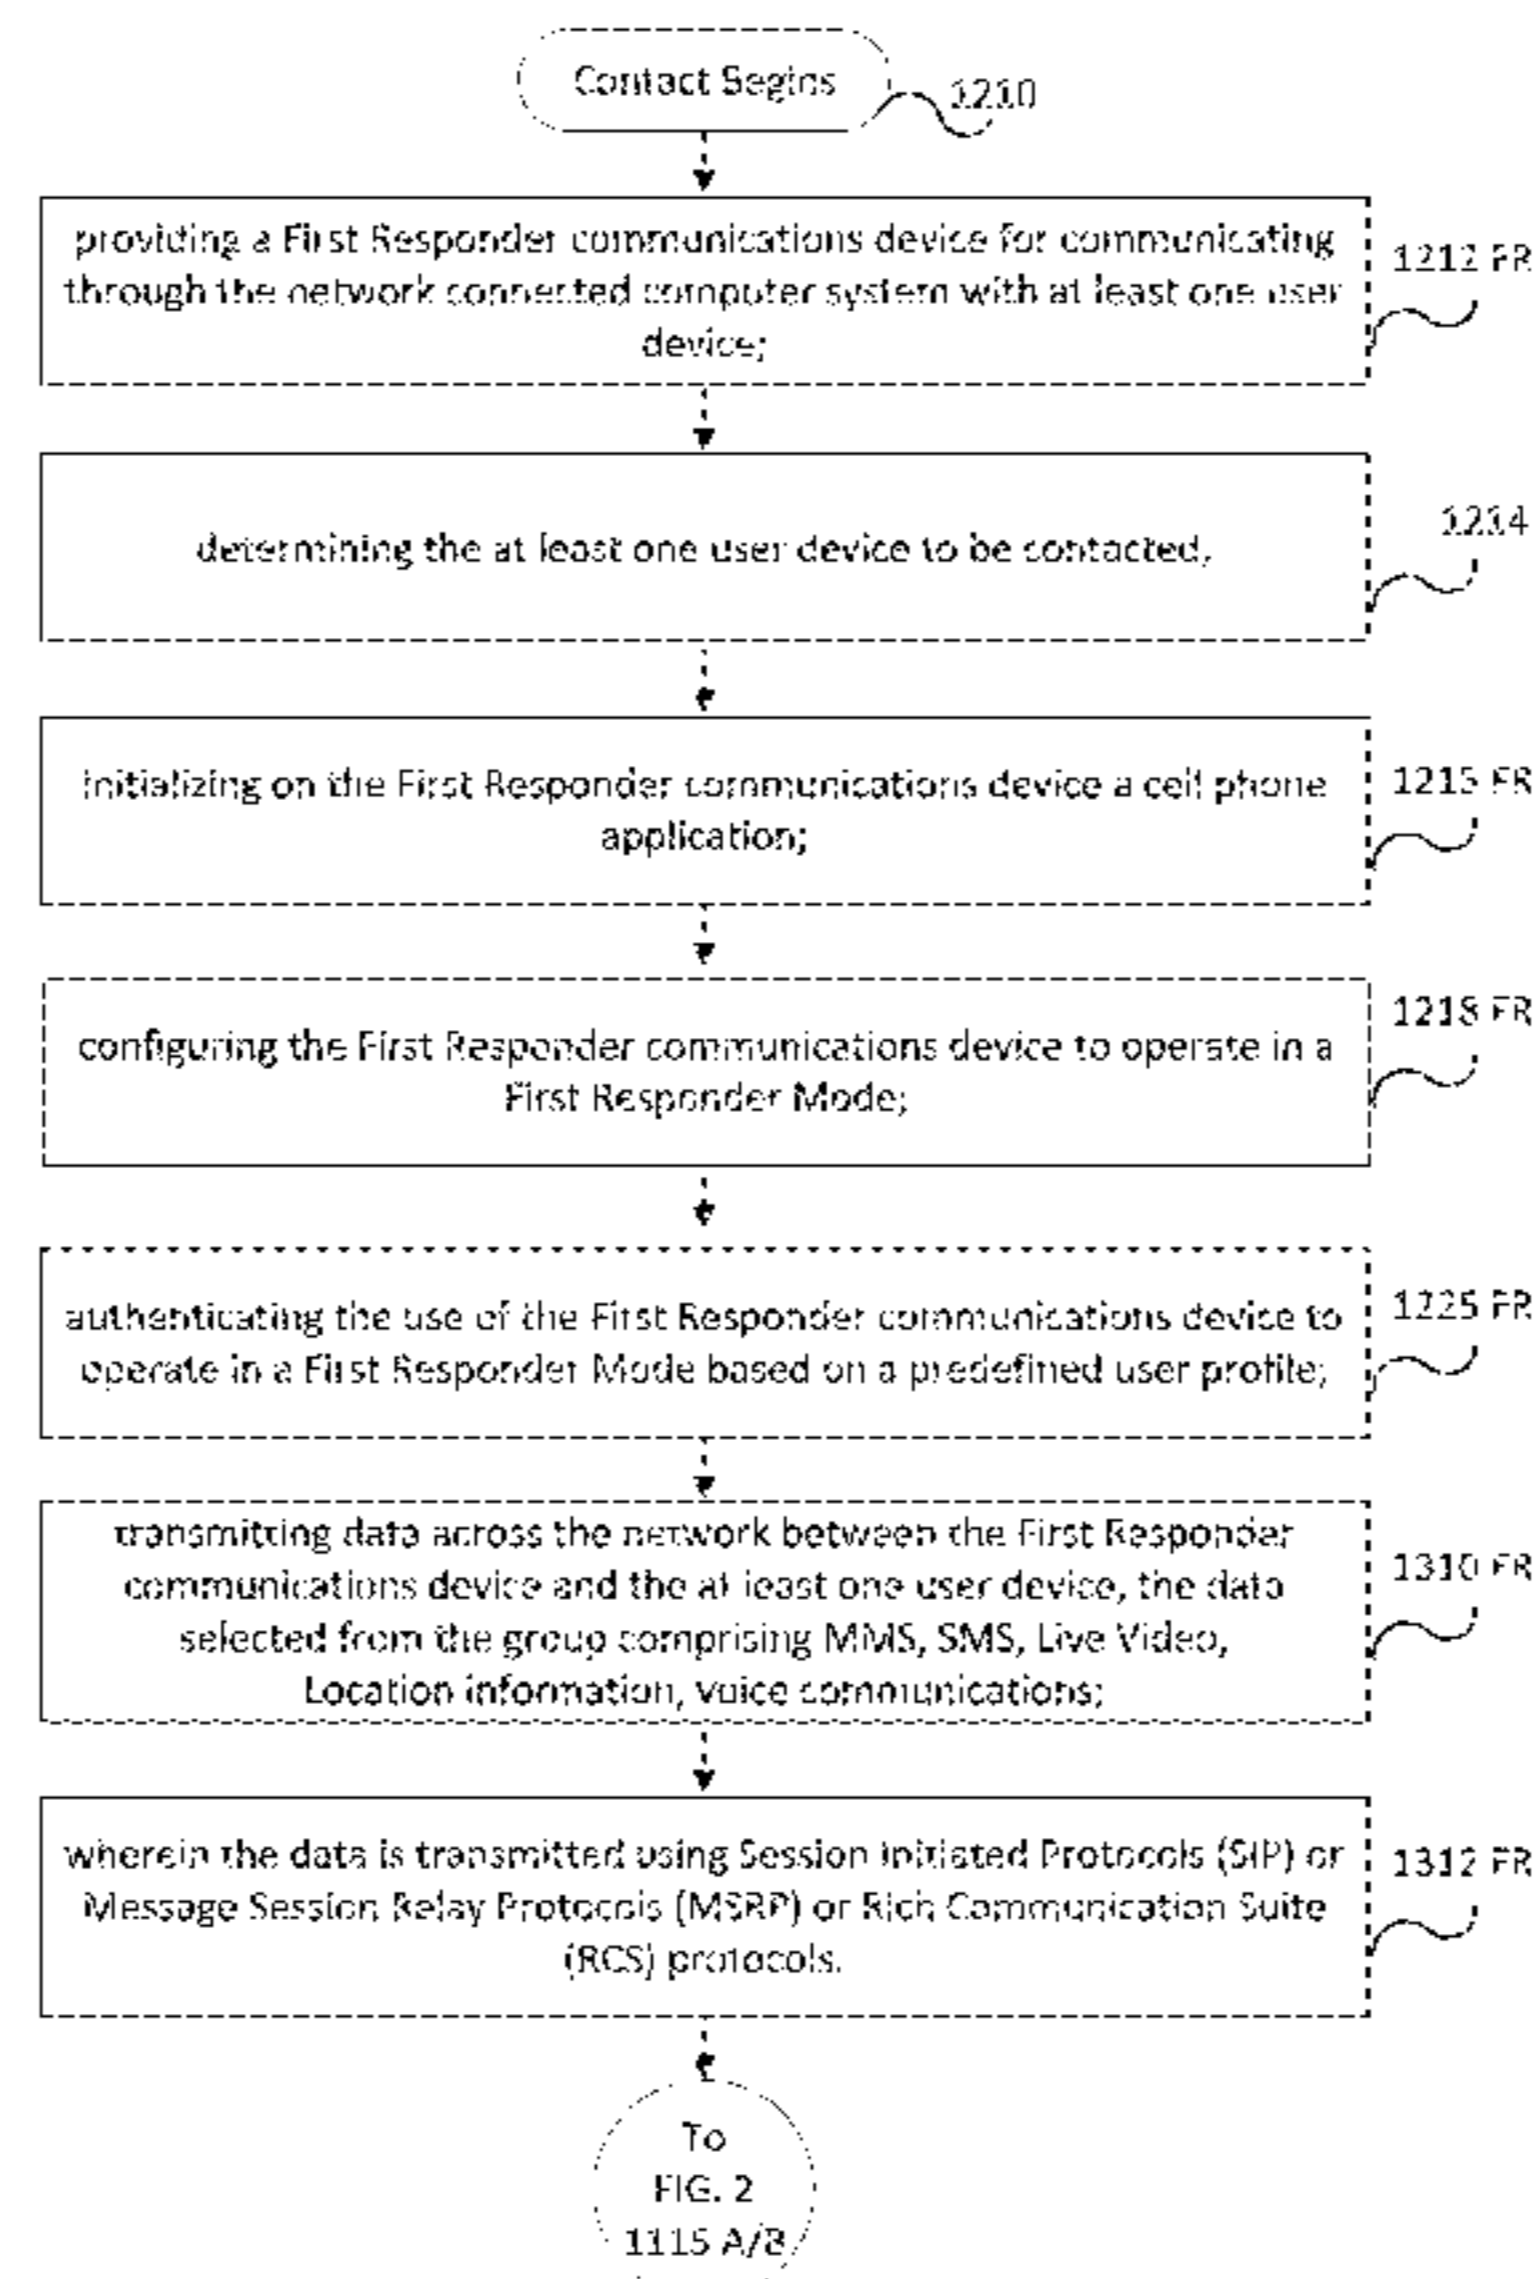 Contact Begins
1210
providing a First Responder communications device for communicating
through the network connected computer system with at least one user
device;
1212 FR
determining the at least one user device to be contacted,
1214
initializing on the First Responder communications device a cell phone
application;
1215 FR
configuring the First Responder communications device to operate in a
First Responder Mode;
1218 FR
authenticating the use of the First Responder communications device to
operate in a First Responder Mode based on a predefined user profile;
1225 FR
transmitting data across the network between the First Responder
communications device and the at least one user device, the data
selected from the group comprising MMS, SMS, Live Video,
Location information, voice communications;
1310 FR
wherein the data is transmitted using Session Initiated Protocols (SIP) or
Message Session Relay Protocols (MSRP) or Rich Communication Suite
(RCS) protocols.
1312 FR
To
FIG. 2
1115 A/B